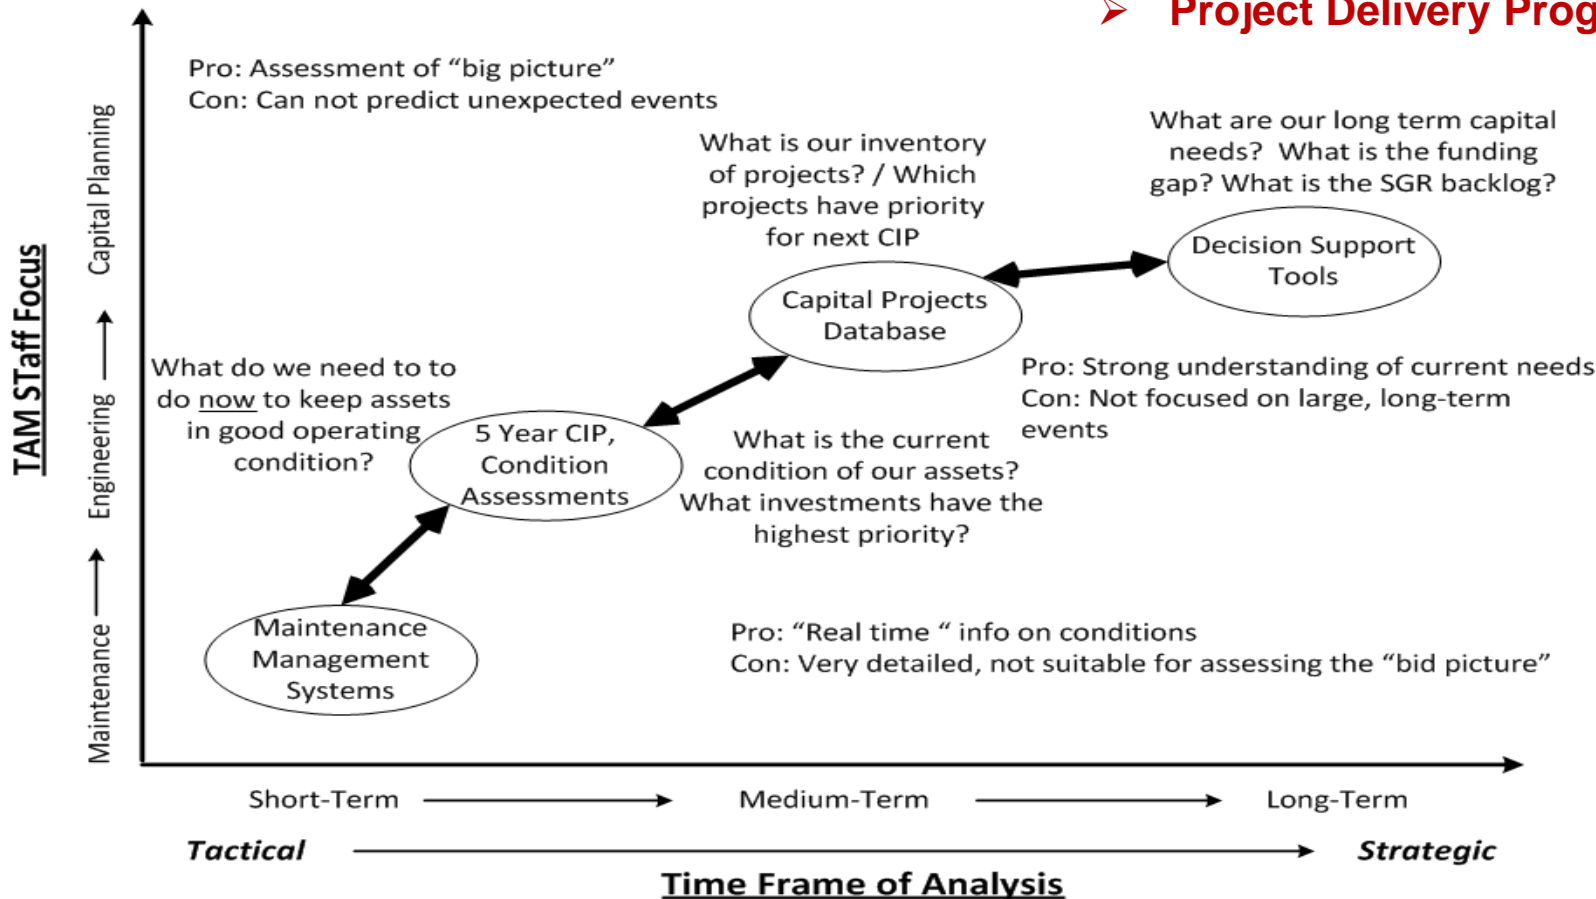 Project Delivery Prog
Pro: Assessment of “big picture”
Con: Can not predict unexpected events
What is our inventory
of projects? / Which
projects have priority
for next CIP
What are our long term capital
needs? What is the funding
gap? What is the SGR backlog?
Decision Support
Tools
Capital Projects
Database
What do we need to to
do now to keep assets
in good operating
condition?
5 Year CIP,
Condition
Assessments
Pro: Strong understanding of current needs
Con: Not focused on large, long-term
events
What is the current
condition of our assets?
What investments have the
highest priority?
Maintenance
Management
Systems
Pro: “Real time “ info on conditions
Con: Very detailed, not suitable for assessing the “bid picture”
TAM STaff Focus
Maintenance
Engineering
Capital Planning
Short-Term
Medium-Term
Long-Term
Tactical
Strategic
Time Frame of Analysis